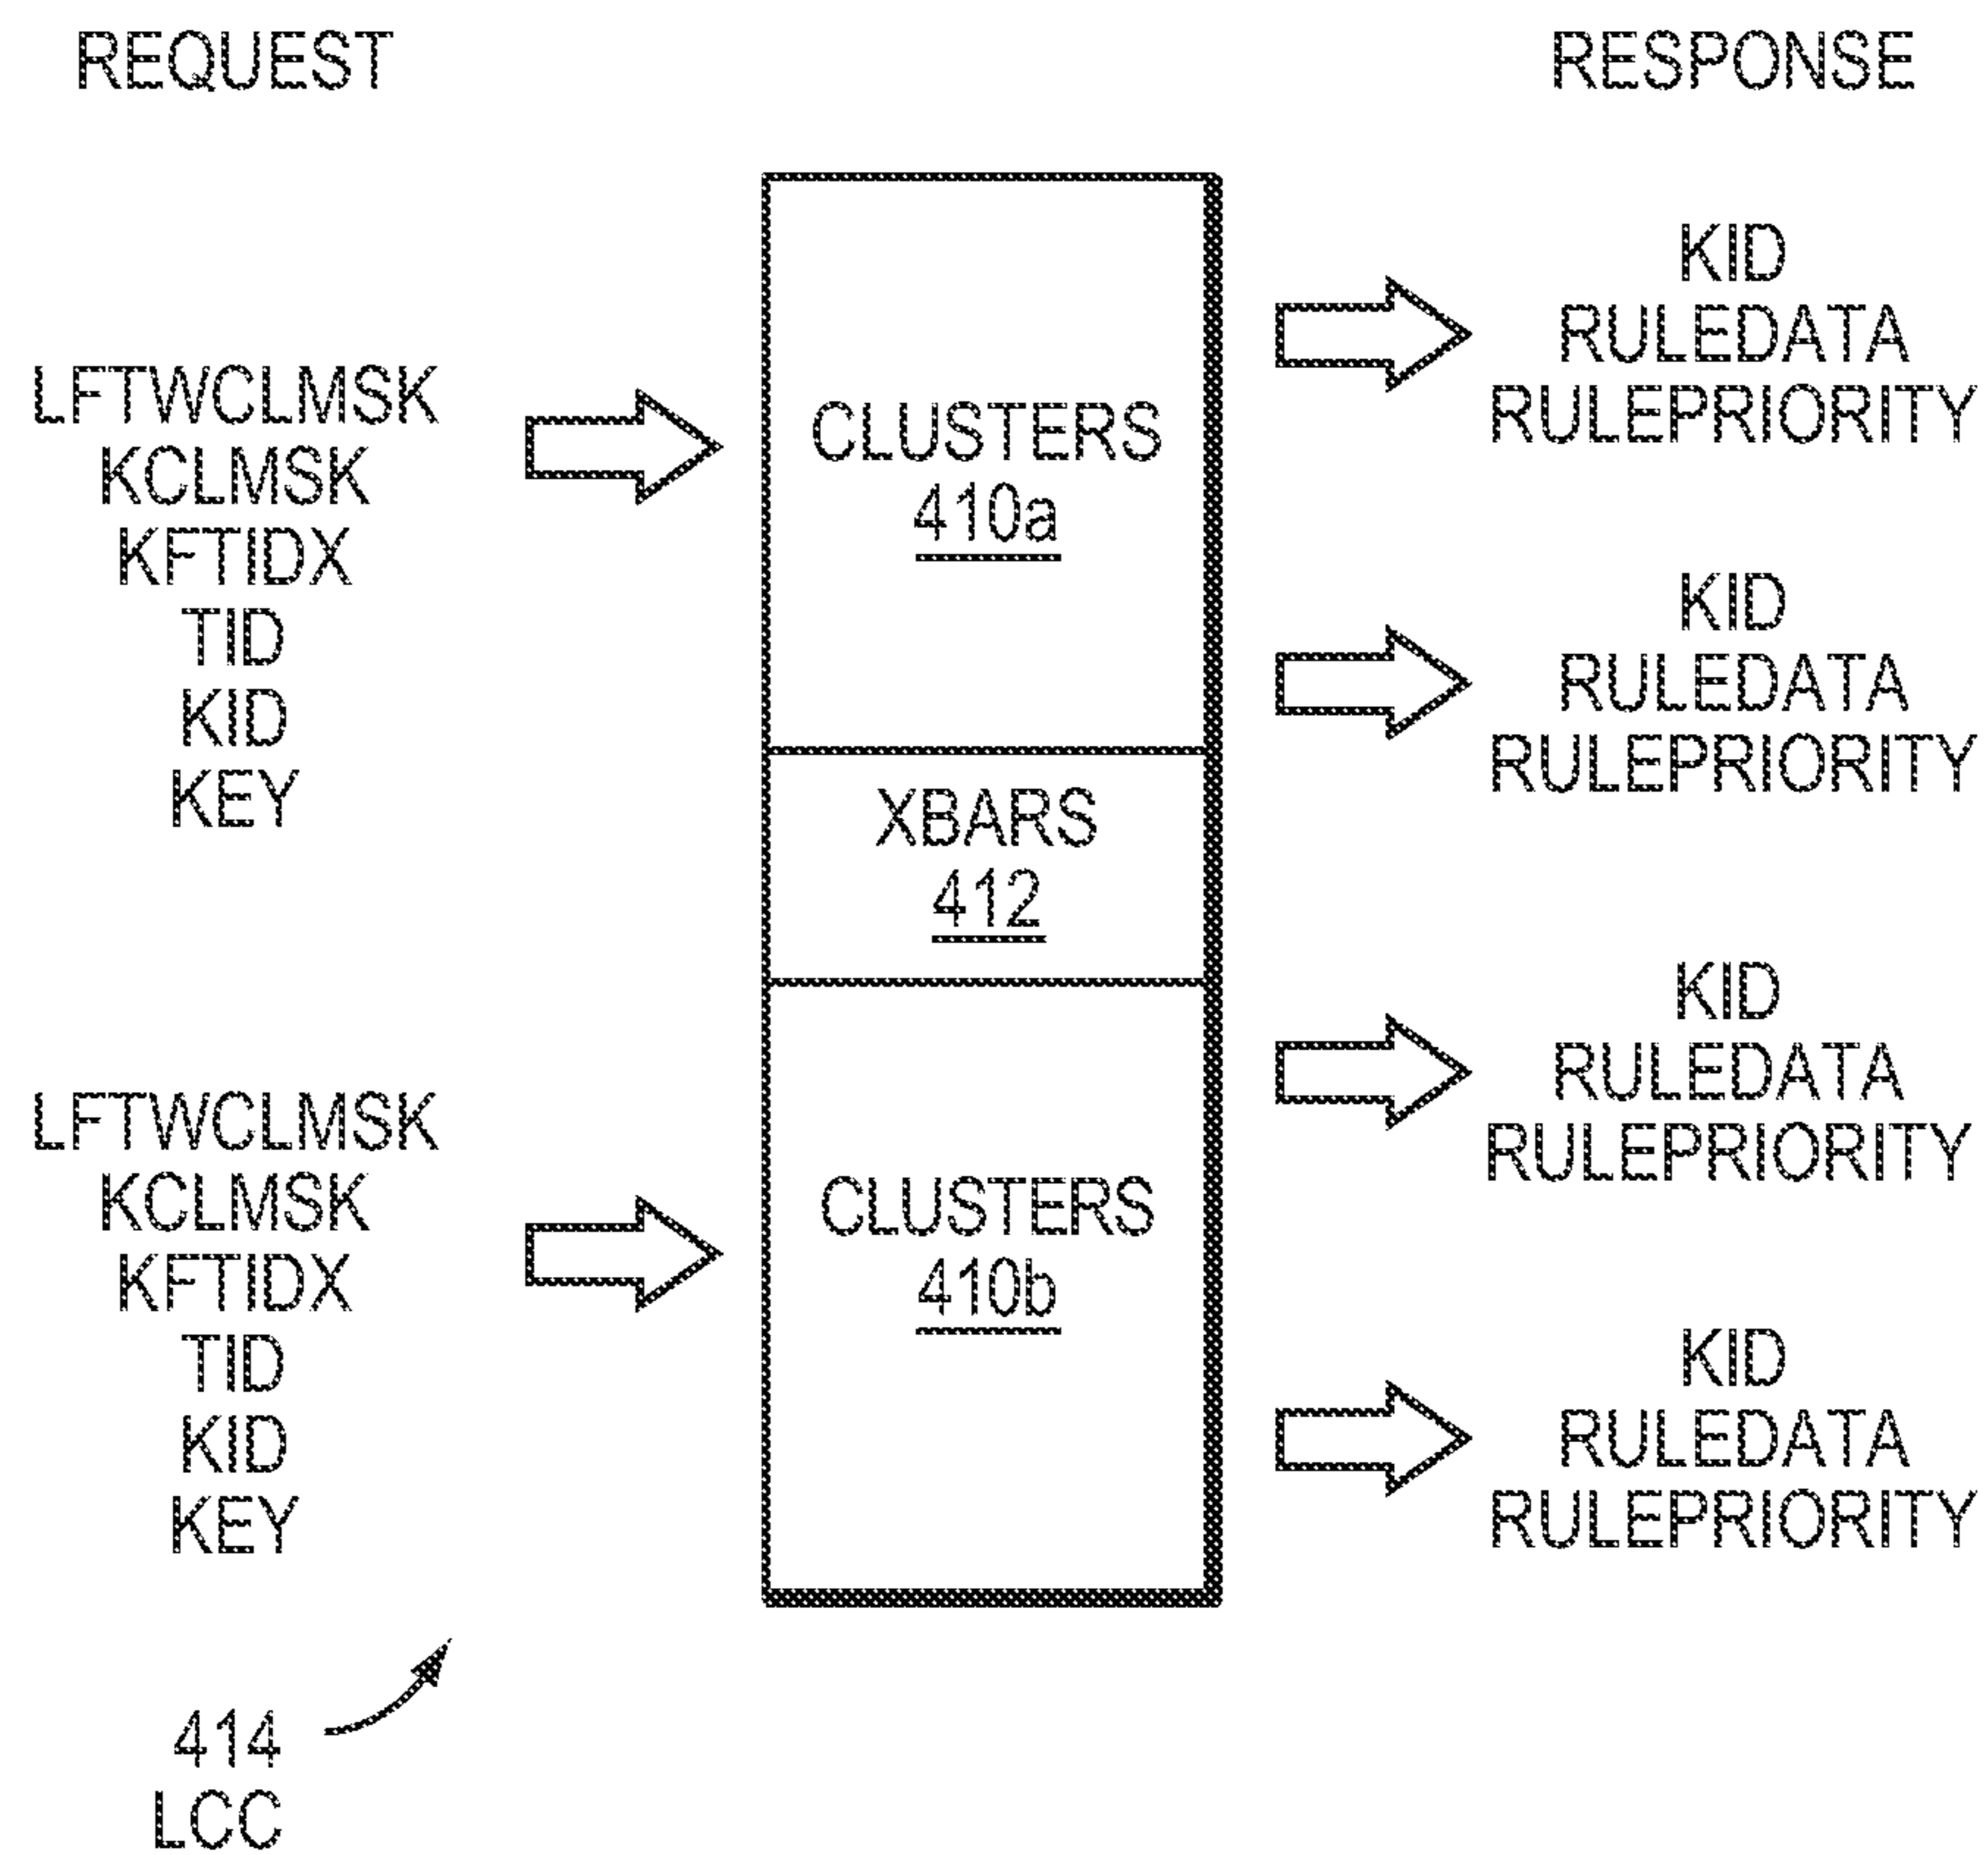 REQUEST
RESPONSE
LFTWCLMSK
KCLMSK
KFTIDX
TID
KID
KEY
CLUSTERS
410a
KID
RULEDATA
RULEPRIORITY
KID
RULEDATA
RULEPRIORITY
XBARS
412
LFTWCLMSK
KCLMSK
KFTIDX
TID
KID
KEY
CLUSTERS
410b
KID
RULEDATA
RULEPRIORITY
KID
RULEDATA
RULEPRIORITY
414
LCC